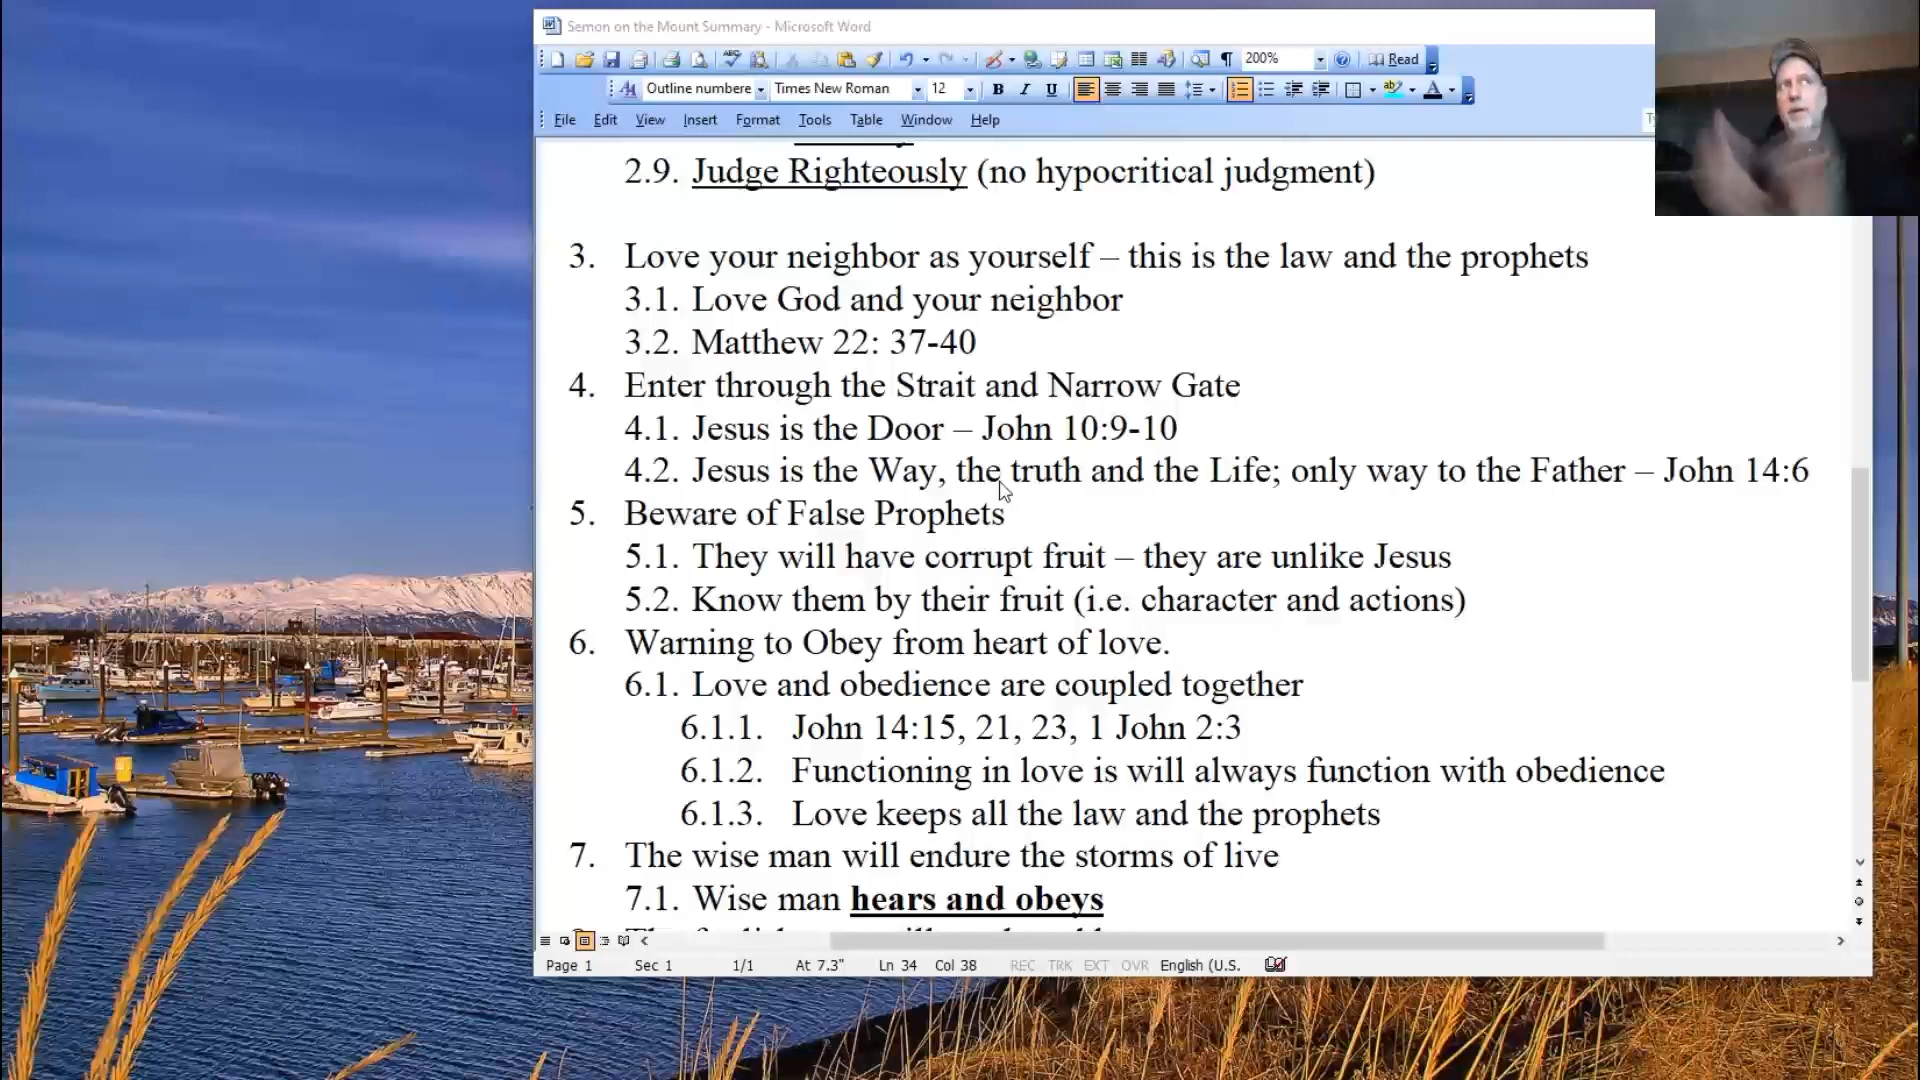 Semon on the Mount Summary - Microsoft Word
200% Read
Outline numbere Times New Roman 12 B I U
File Edit View Insert Format Tools Table Window Help
2.9. Judge Righteously (no hypocritical judgment)
3. Love your neighbor as yourself – this is the law and the prophets
3.1. Love God and your neighbor
3.2. Matthew 22: 37-40
4. Enter through the Strait and Narrow Gate
4.1. Jesus is the Door – John 10:9-10
4.2. Jesus is the Way, the truth and the Life; only way to the Father – John 14:6
5. Beware of False Prophets
5.1. They will have corrupt fruit – they are unlike Jesus
5.2. Know them by their fruit (i.e. character and actions)
6. Warning to Obey from heart of love.
6.1. Love and obedience are coupled together
6.1.1. John 14:15, 21, 23, 1 John 2:3
6.1.2. Functioning in love is will always function with obedience
6.1.3. Love keeps all the law and the prophets
7. The wise man will endure the storms of live
7.1. Wise man hears and obeys
Page 1 Sec 1 1/1 At 7.3" Ln 34 Col 38 REC TRK EXT OVR English (U.S.